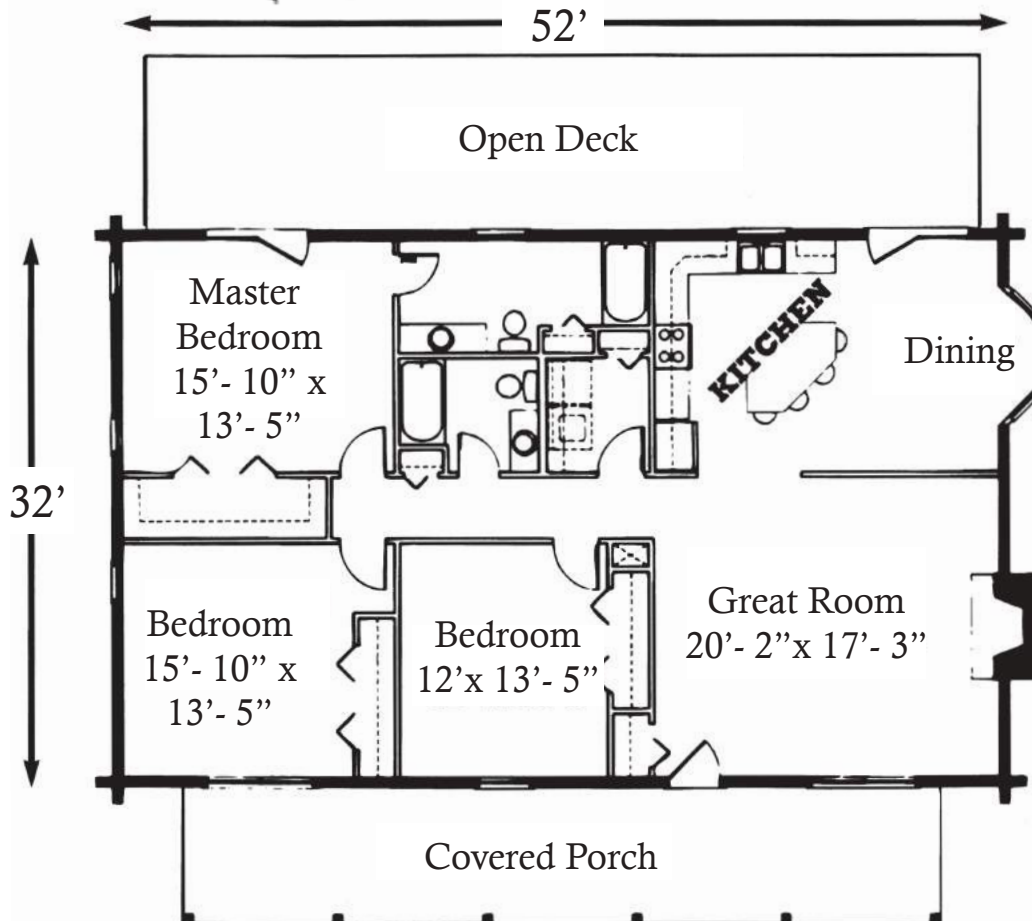 52’
Open Deck
Master
Bedroom
15’- 10” x
13’- 5”
KITCHEN
Dining
32’
Bedroom
15’- 10” x
13’- 5”
Bedroom
12’x 13’- 5”
Great Room
20’- 2”x 17’- 3”
Covered Porch